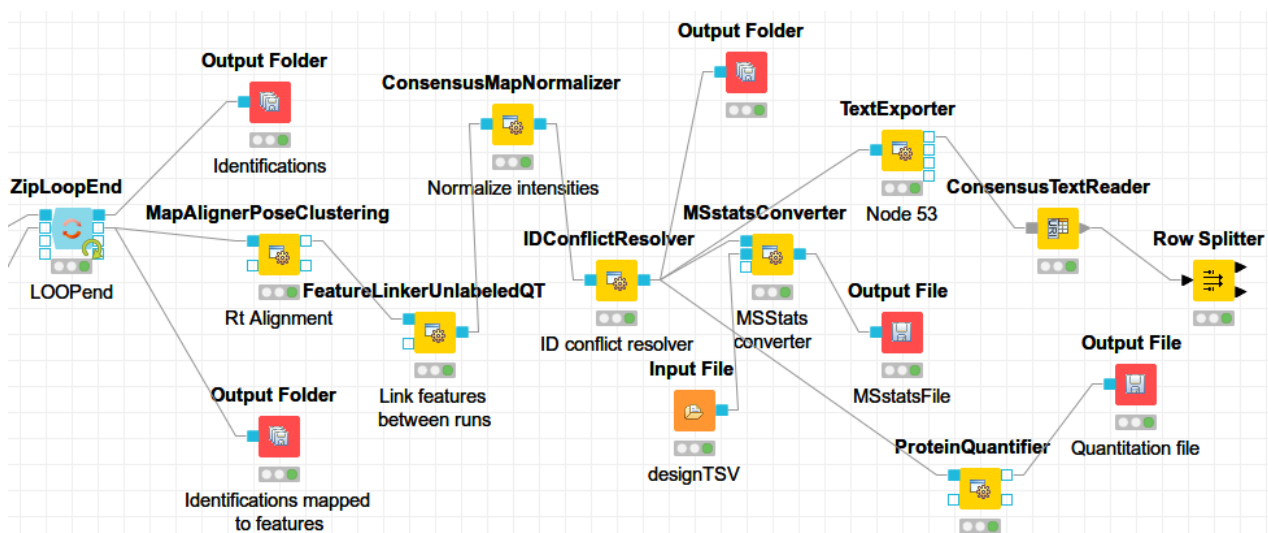 Output Folder
Output Folder
ConsensusMapNormalizer
TextExporter
Identifications
Normalize intensities
ZipLoopEnd
MapAlignerPoseClustering
ConsensusTextReader
MSstatsConverter
Node 53
IDConflictResolver
Row Splitter
LOOPend
FeatureLinkerUnlabeledQT
Output File
Rt Alignment
MSStats
converter
ID conflict resolver
Output File
Input File
Output Folder
Link features
between runs
MSstatsFile
ProteinQuantifier
Quantitation file
designTSV
Identifications mapped
to features